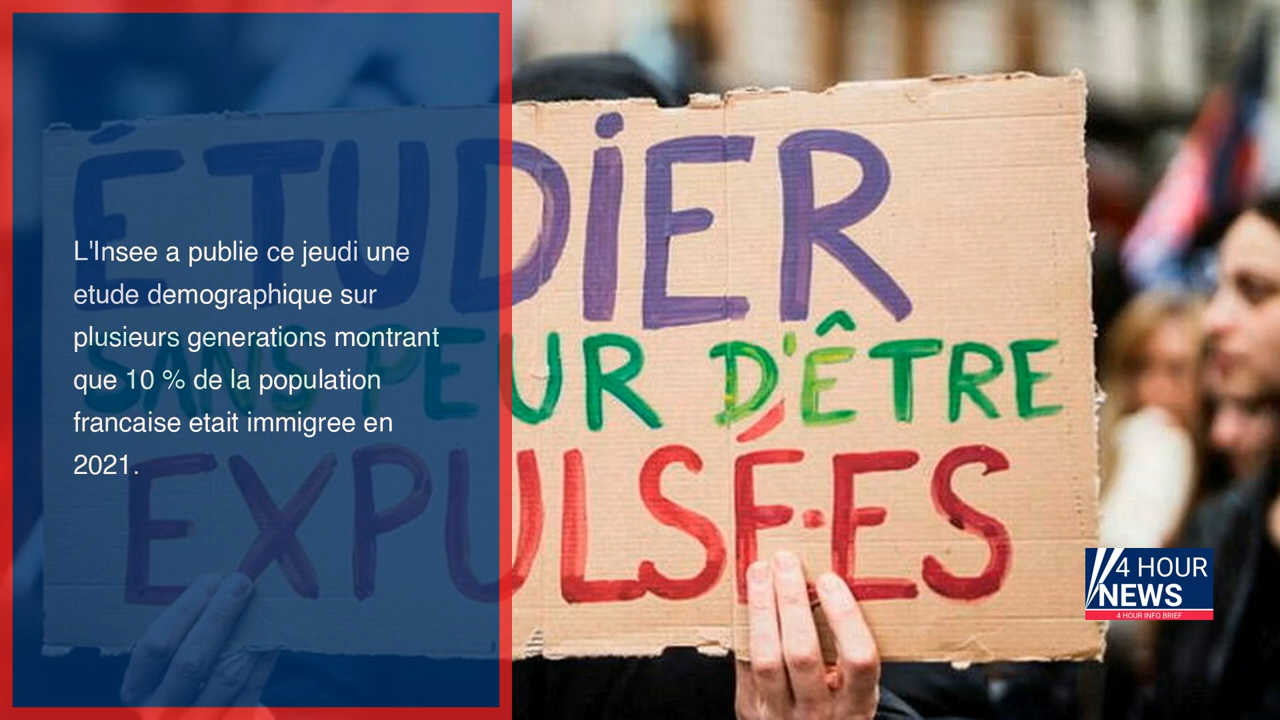 L'Insee a publie ce jeudi une
etude demographique sur
plusieurs generations montrant
que 10 % de la population
francaise etait immigree en
2021.
ÉTUDIER
SANS PEUR D'ÊTRE
EXPULSÉ·ES
4 HOUR
NEWS
4 HOUR INFO BRIEF